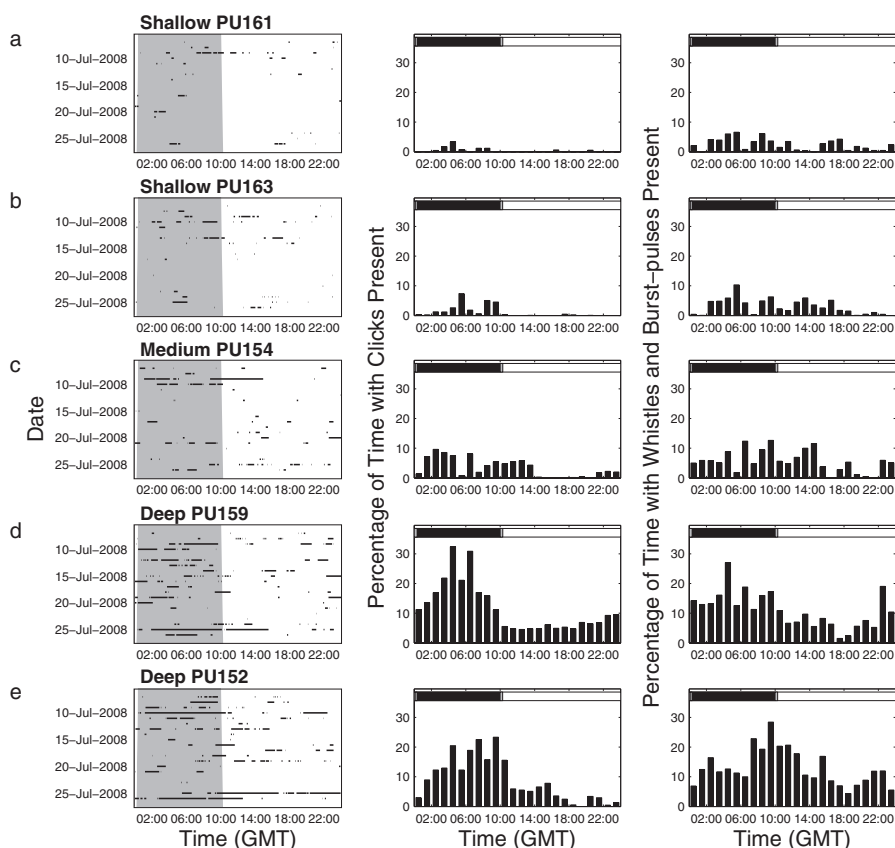 a
Shallow PU161
10–Jul–2008
15–Jul–2008
20–Jul–2008
25–Jul–2008
02:00 06:00 10:00 14:00 18:00 22:00
30
20
10
0
02:00 06:00 10:00 14:00 18:00 22:00
30
20
10
0
02:00 06:00 10:00 14:00 18:00 22:00
b
Shallow PU163
10–Jul–2008
15–Jul–2008
20–Jul–2008
25–Jul–2008
02:00 06:00 10:00 14:00 18:00 22:00
30
20
10
0
02:00 06:00 10:00 14:00 18:00 22:00
30
20
10
0
02:00 06:00 10:00 14:00 18:00 22:00
c
Medium PU154
10–Jul–2008
15–Jul–2008
20–Jul–2008
25–Jul–2008
02:00 06:00 10:00 14:00 18:00 22:00
30
20
10
0
02:00 06:00 10:00 14:00 18:00 22:00
30
20
10
0
02:00 06:00 10:00 14:00 18:00 22:00
d
Deep PU159
10–Jul–2008
15–Jul–2008
20–Jul–2008
25–Jul–2008
02:00 06:00 10:00 14:00 18:00 22:00
30
20
10
0
02:00 06:00 10:00 14:00 18:00 22:00
30
20
10
0
02:00 06:00 10:00 14:00 18:00 22:00
e
Deep PU152
10–Jul–2008
15–Jul–2008
20–Jul–2008
25–Jul–2008
02:00 06:00 10:00 14:00 18:00 22:00
30
20
10
0
02:00 06:00 10:00 14:00 18:00 22:00
30
20
10
0
02:00 06:00 10:00 14:00 18:00 22:00
Date
Percentage of Time with Clicks Present
Percentage of Time with Whistles and Burst–pulses Present
Time (GMT)
Time (GMT)
Time (GMT)